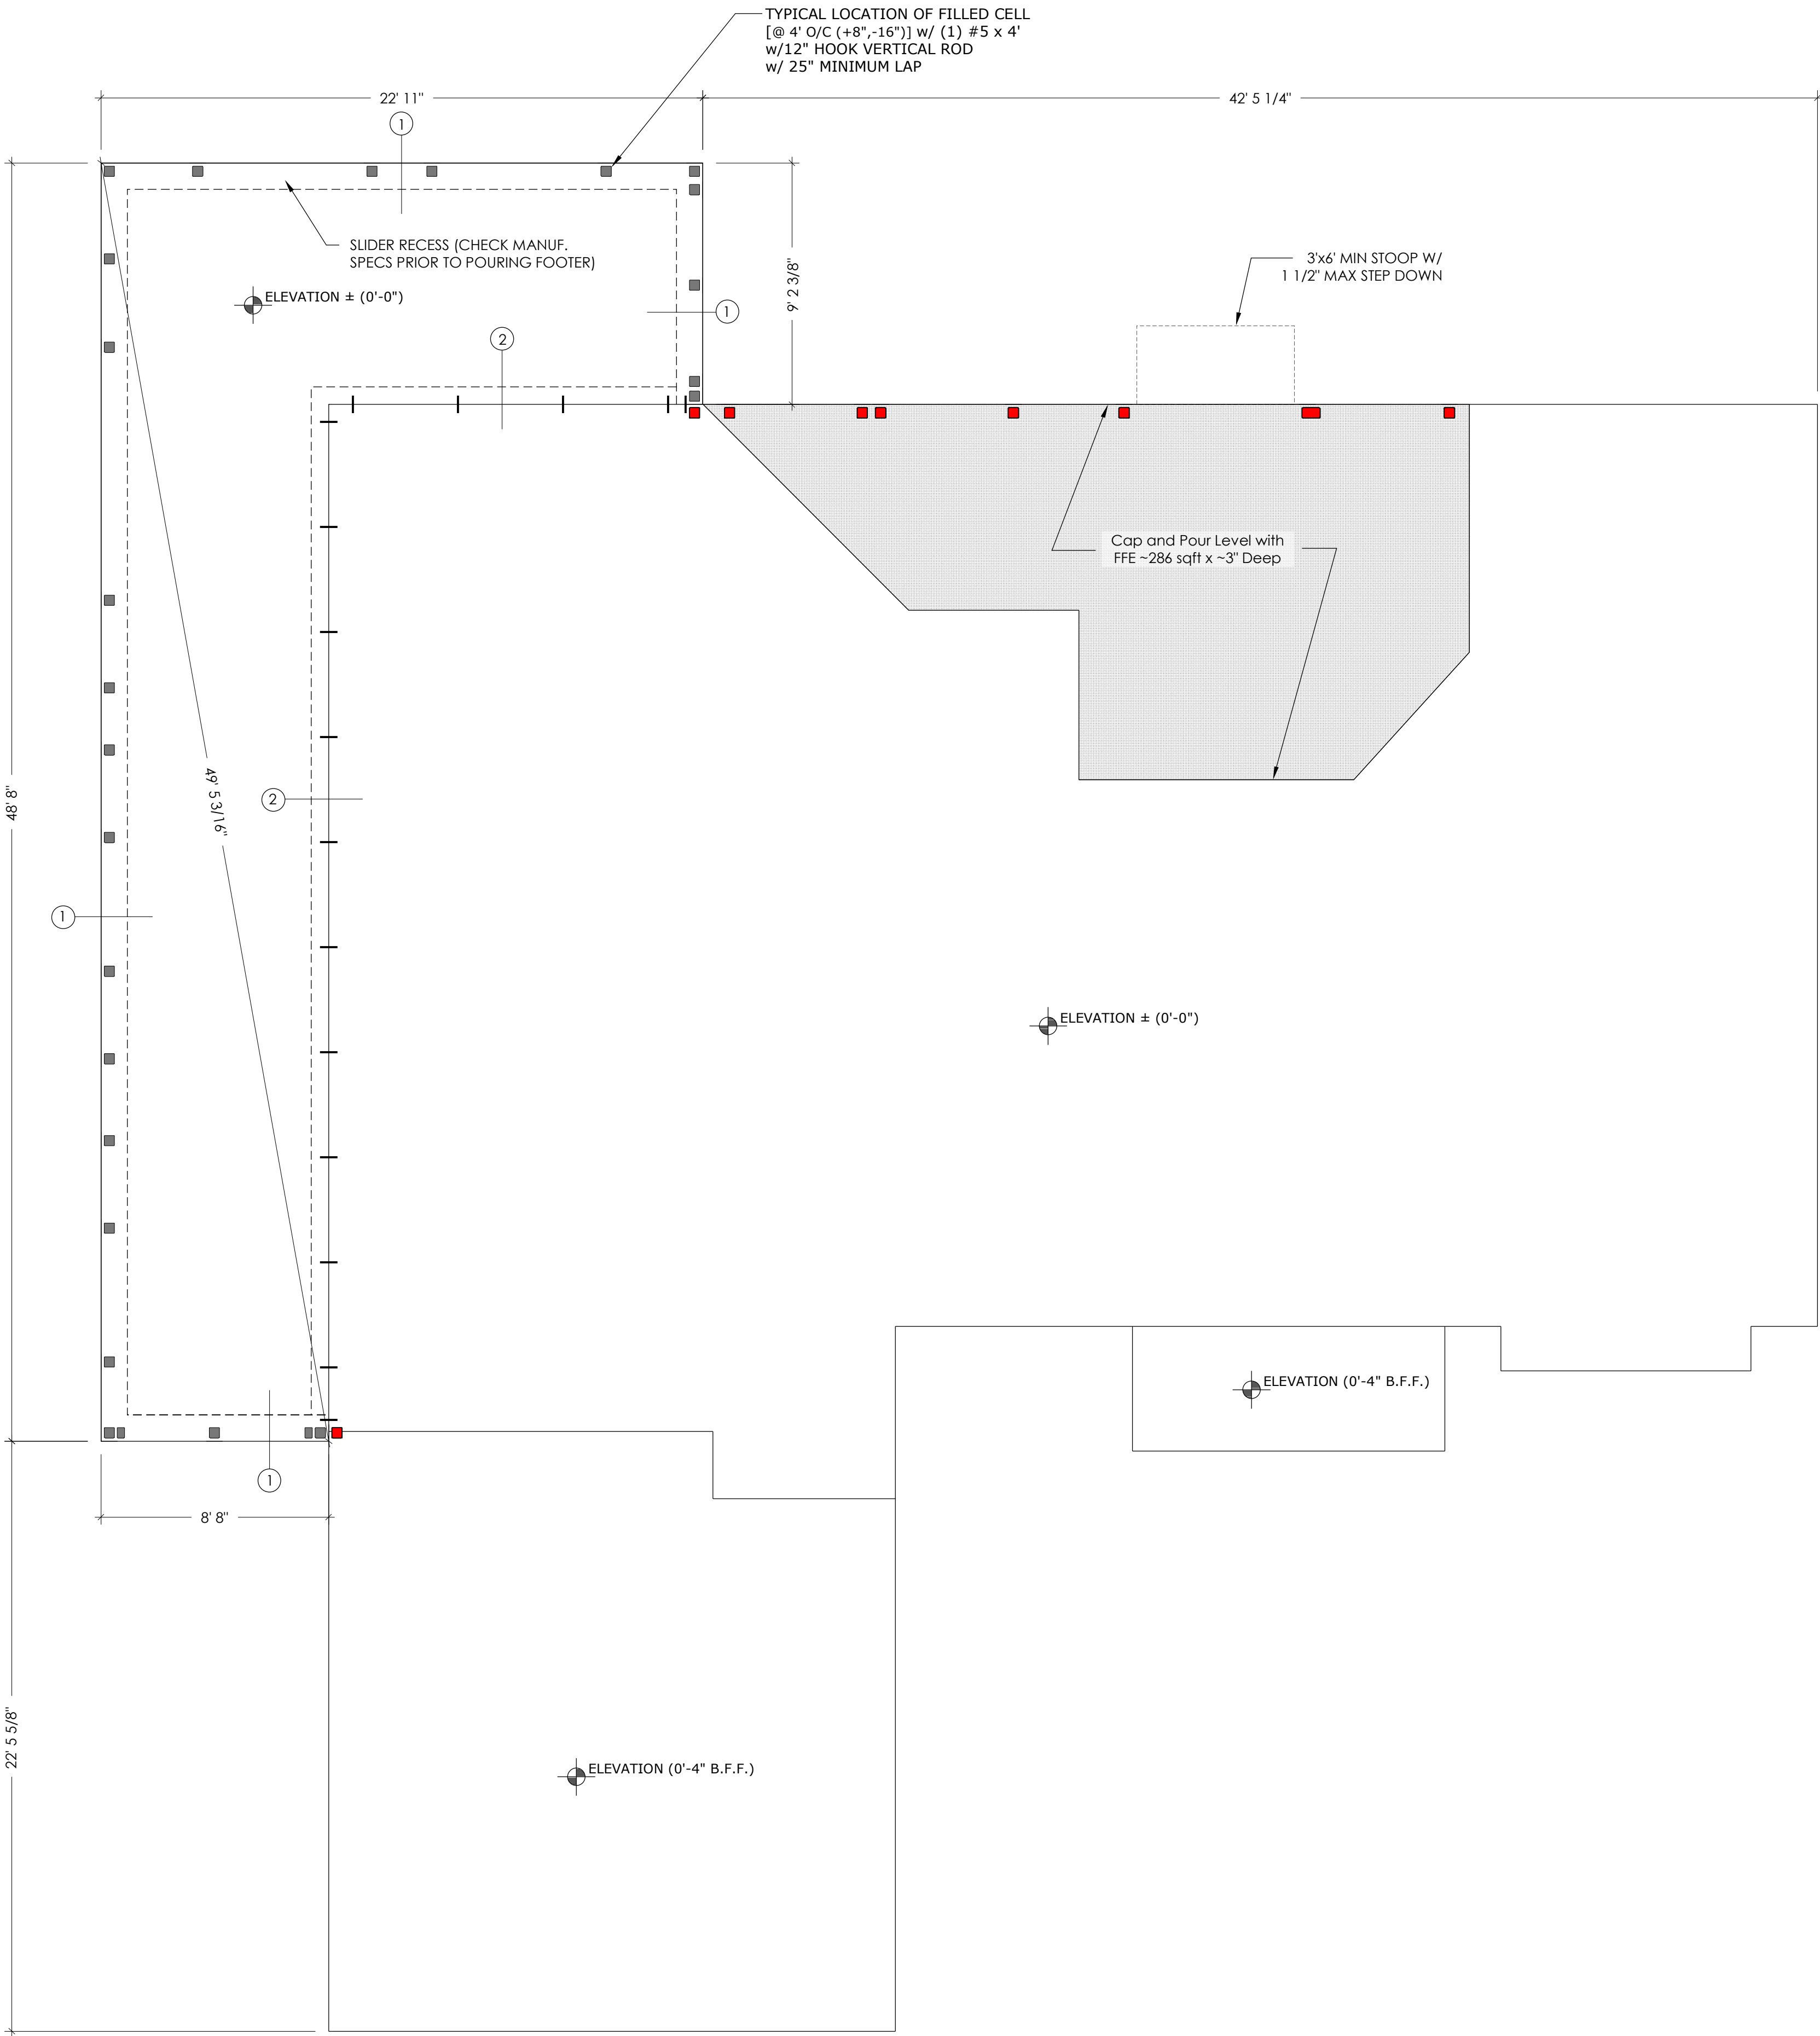 TYPICAL LOCATION OF FILLED CELL
[@ 4' O/C (+8",-16")] w/ (1) #5 x 4'
w/12" HOOK VERTICAL ROD
w/ 25" MINIMUM LAP
22' 11"
42' 5 1/4"
1
SLIDER RECESS (CHECK MANUF.
SPECS PRIOR TO POURING FOOTER)
3'x6' MIN STOOP W/
1 1/2" MAX STEP DOWN
9' 2 3/8"
ELEVATION ± (0'-0")
1
2
Cap and Pour Level with
FFE ~286 sqft x ~3" Deep
48' 8"
49' 5 3/16"
2
1
ELEVATION ± (0'-0")
ELEVATION (0'-4" B.F.F.)
1
8' 8"
22' 5 5/8"
ELEVATION (0'-4" B.F.F.)